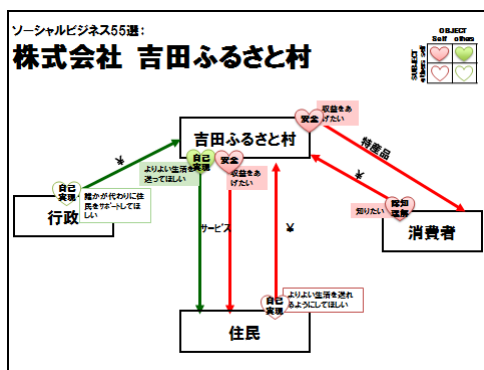 ソーシャルビジネス55選：
株式会社 吉田ふるさと村
OBJECT
Self others
SUBJECT
others self
安全
収益をあ
げたい
吉田ふるさと村
特産品
よりよい生活を
送ってほしい
自己
実現
安全
収益をあ
げたい
¥
自己
実現
誰かが代わりに住
民をサポートしてほ
しい
行政
サービス
¥
¥
知りたい
認知
理解
消費者
自己
実現
よりよい生活を送れ
るようにしてほしい
住民